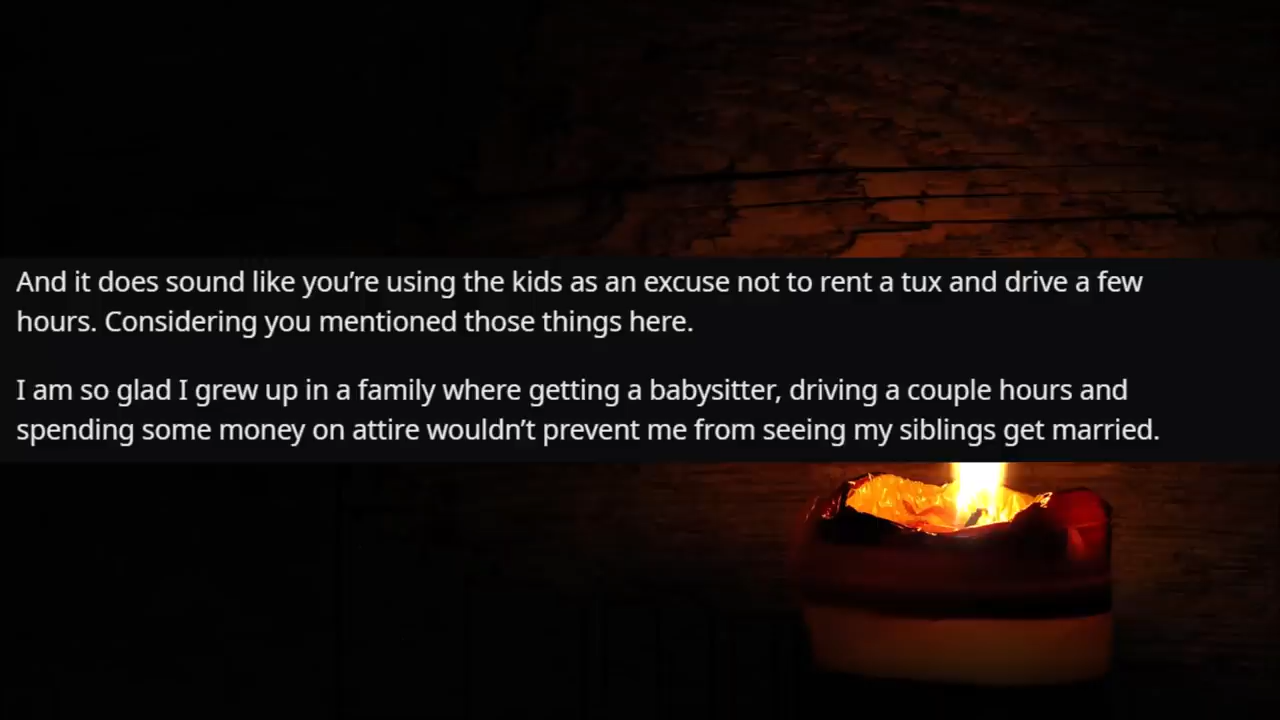 And it does sound like you’re using the kids as an excuse not to rent a tux and drive a few
hours. Considering you mentioned those things here.
I am so glad I grew up in a family where getting a babysitter, driving a couple hours and
spending some money on attire wouldn’t prevent me from seeing my siblings get married.